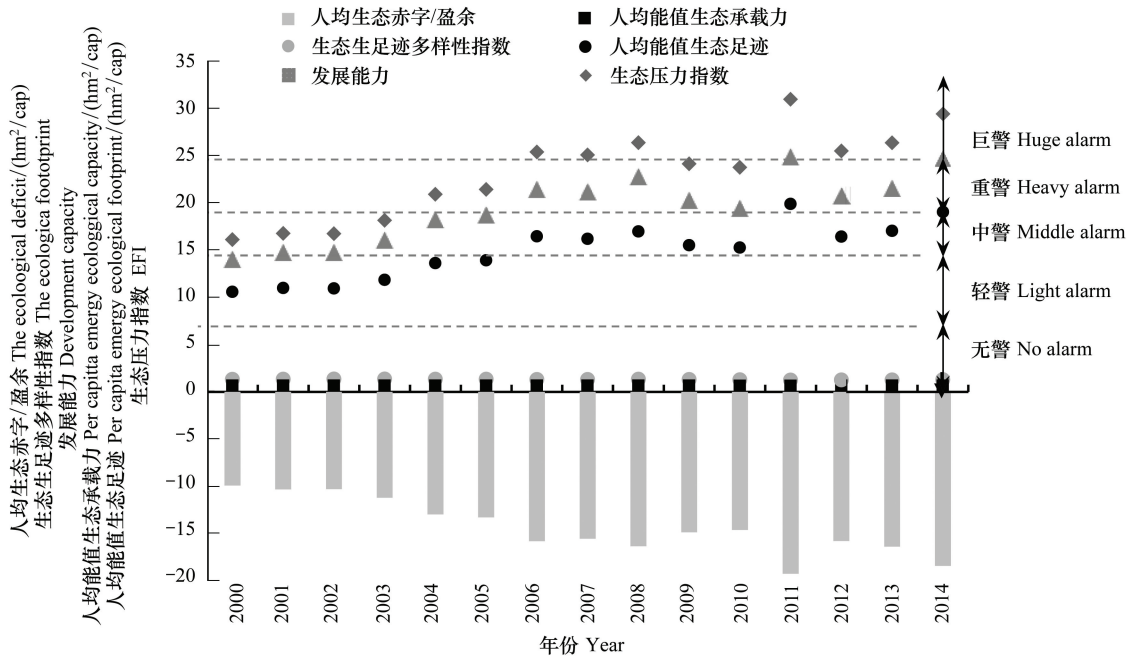 人均生态赤字/盈余
人均能值生态承载力
生态生足迹多样性指数
人均能值生态足迹
发展能力
生态压力指数
人均生态赤字/盈余 The ecoloogical deficit/(hm²/cap)
生态生足迹多样性指数 The ecologica footoprint
发展能力 Development capacity
人均能值生态承载力 Per capitta emergy ecologgical capacity/(hm²/cap)
人均能值生态足迹 Per capita emergy ecological footprint/(hm²/cap)
生态压力指数 EFI
35
30
25
20
15
10
5
0
−5
−10
−15
−20
巨警 Huge alarm
重警 Heavy alarm
中警 Middle alarm
轻警 Light alarm
无警 No alarm
2000
2001
2002
2003
2004
2005
2006
2007
2008
2009
2010
2011
2012
2013
2014
年份 Year